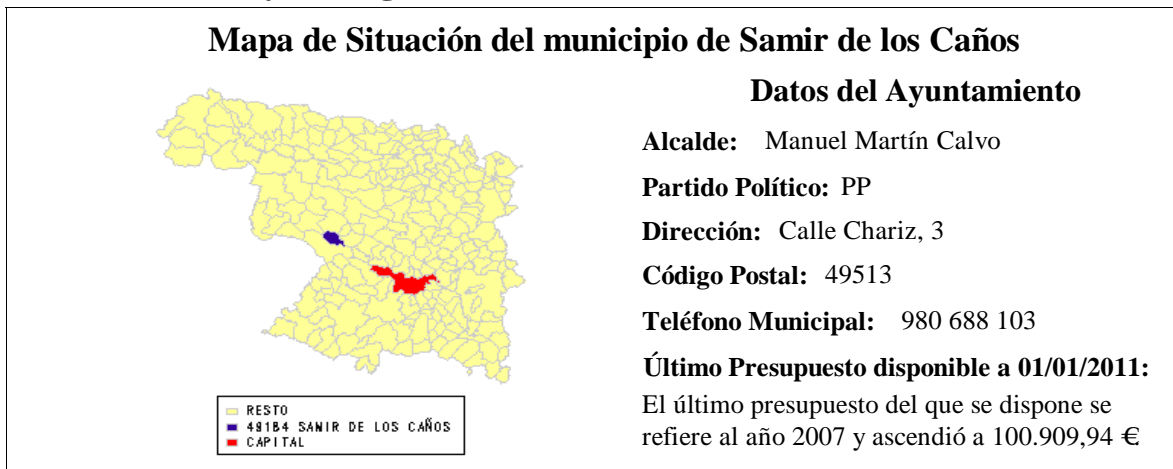 Mapa de Situación del municipio de Samir de los Caños
Datos del Ayuntamiento
Alcalde: Manuel Martín Calvo
Partido Político: PP
Dirección: Calle Chariz, 3
Código Postal: 49513
Teléfono Municipal: 980 688 103
Último Presupuesto disponible a 01/01/2011:
El último presupuesto del que se dispone se
refiere al año 2007 y ascendió a 100.909,94 €
RESTO
49184 SAMIR DE LOS CAÑOS
CAPITAL